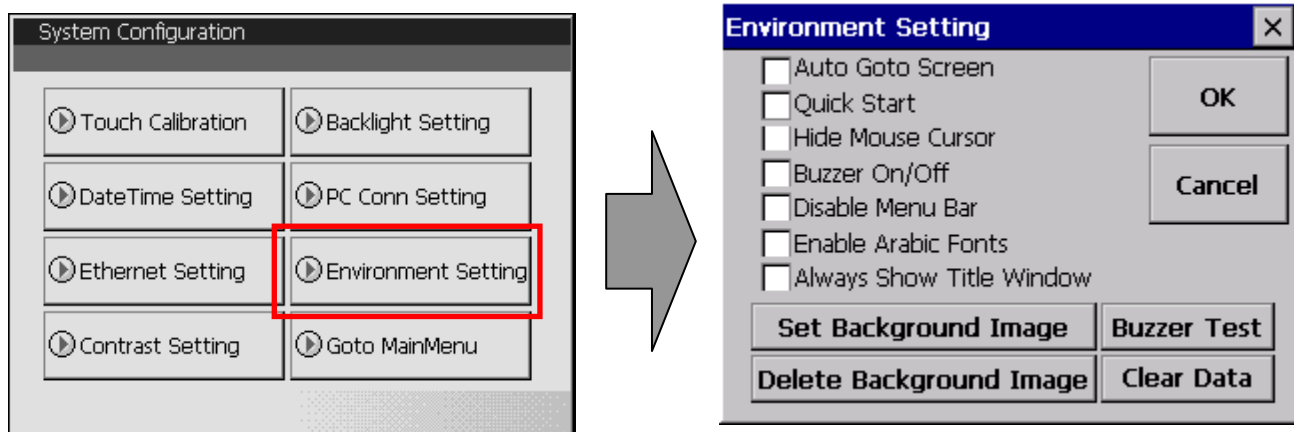 System Configuration
Touch Calibration
Backlight Setting
DateTime Setting
PC Conn Setting
Ethernet Setting
Environment Setting
Contrast Setting
Goto MainMenu
Environment Setting
Auto Goto Screen
Quick Start
Hide Mouse Cursor
Buzzer On/Off
Disable Menu Bar
Enable Arabic Fonts
Always Show Title Window
OK
Cancel
Set Background Image
Buzzer Test
Delete Background Image
Clear Data